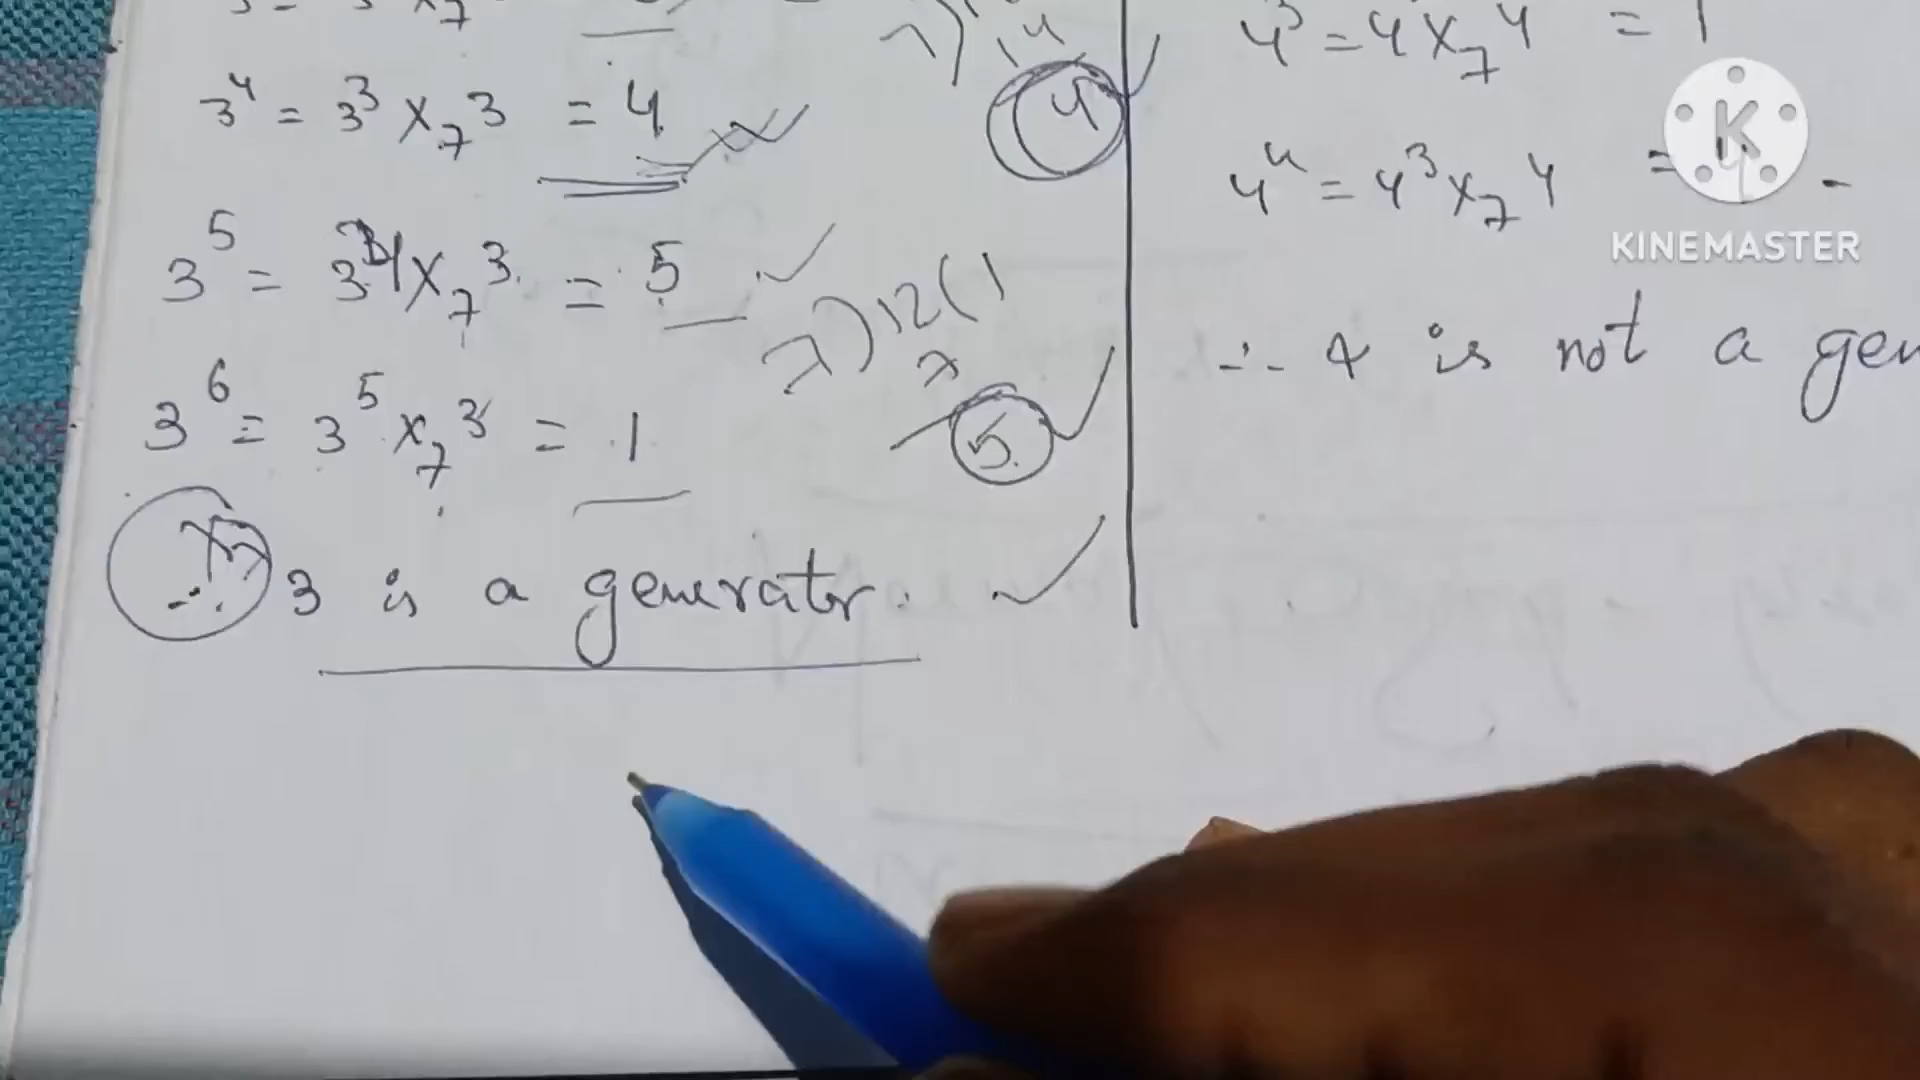 3⁴ = 3³ ×₇ 3 = 4
3⁵ = 3⁴ ×₇ 3 = 5
7)12(1
7
5
3⁶ = 3⁵ ×₇ 3 = 1
∴ 3 is a generator.
14
4
4³ = 4 ×₇ 4 = 1
4⁴ = 4³ ×₇ 4 =
∴ 4 is not a gen
K
KINEMASTER